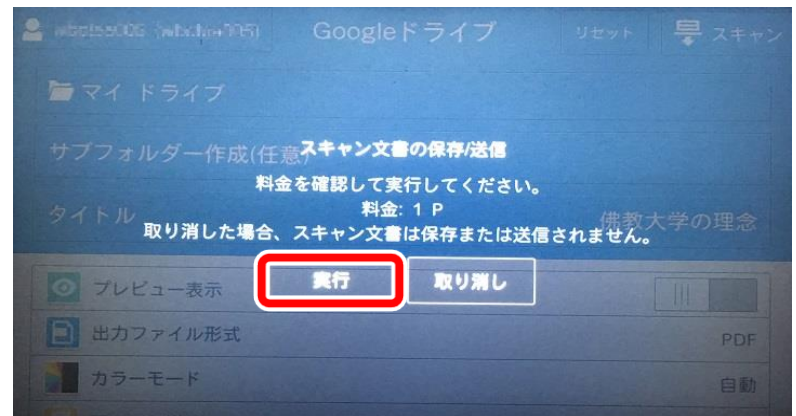 Googleドライブ
リセット
スキャン
マイ ドライブ
サブフォルダー作成(任意)
スキャン文書の保存/送信
料金を確認して実行してください。
料金: 1 P
タイトル
佛教大学の理念
取り消した場合、スキャン文書は保存または送信されません。
実行
取り消し
プレビュー表示
出力ファイル形式
PDF
カラーモード
自動